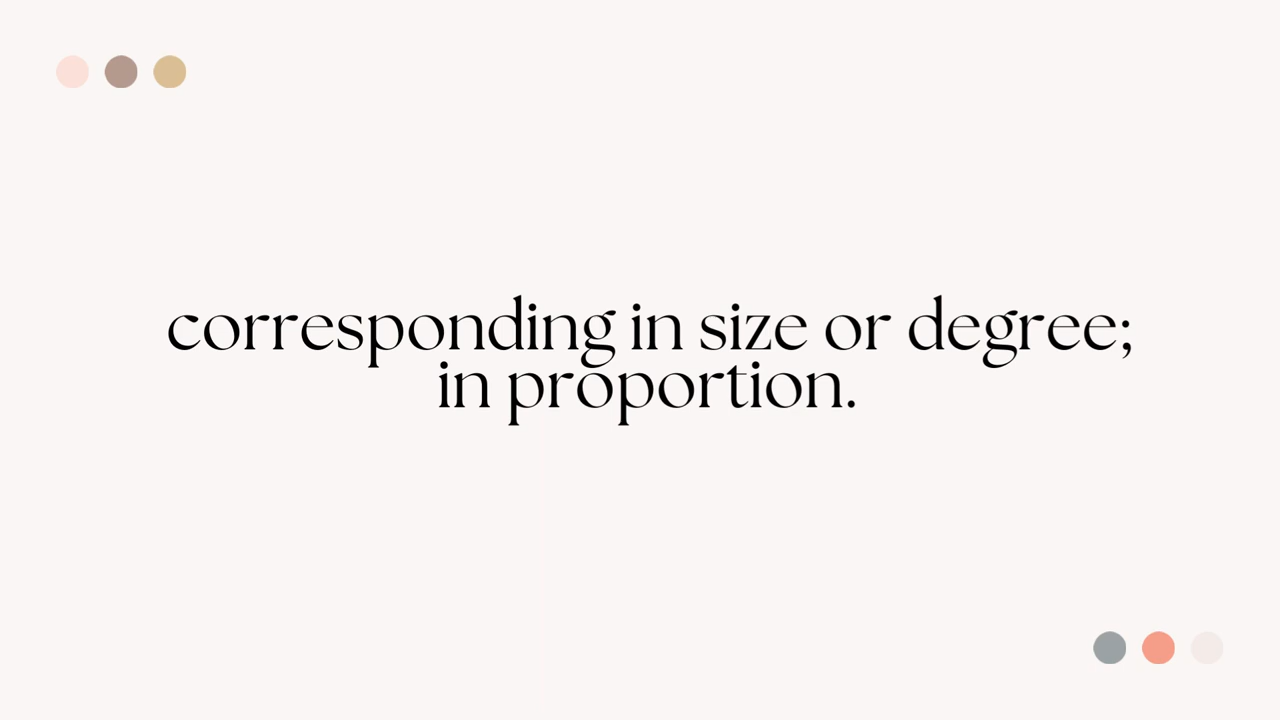 corresponding in size or degree;
in proportion.